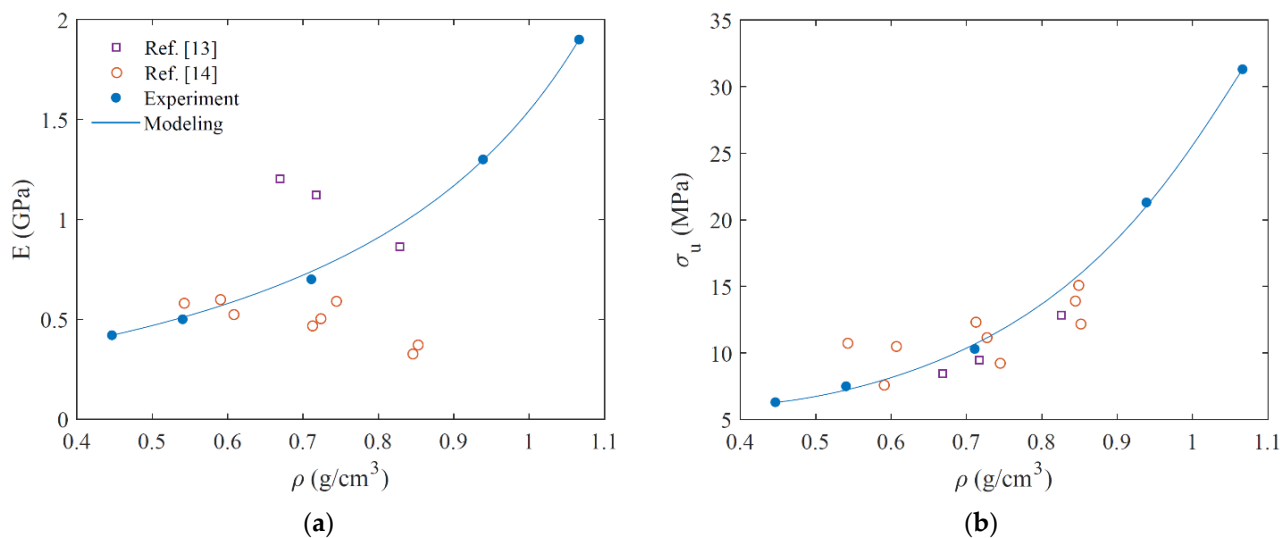 2
1.5
1
0.5
0
E (GPa)
Ref. [13]
Ref. [14]
Experiment
Modeling
0.4 0.5 0.6 0.7 0.8 0.9 1 1.1
ρ (g/cm³)
(a)
35
30
25
20
15
10
5
σu (MPa)
0.4 0.5 0.6 0.7 0.8 0.9 1 1.1
ρ (g/cm³)
(b)